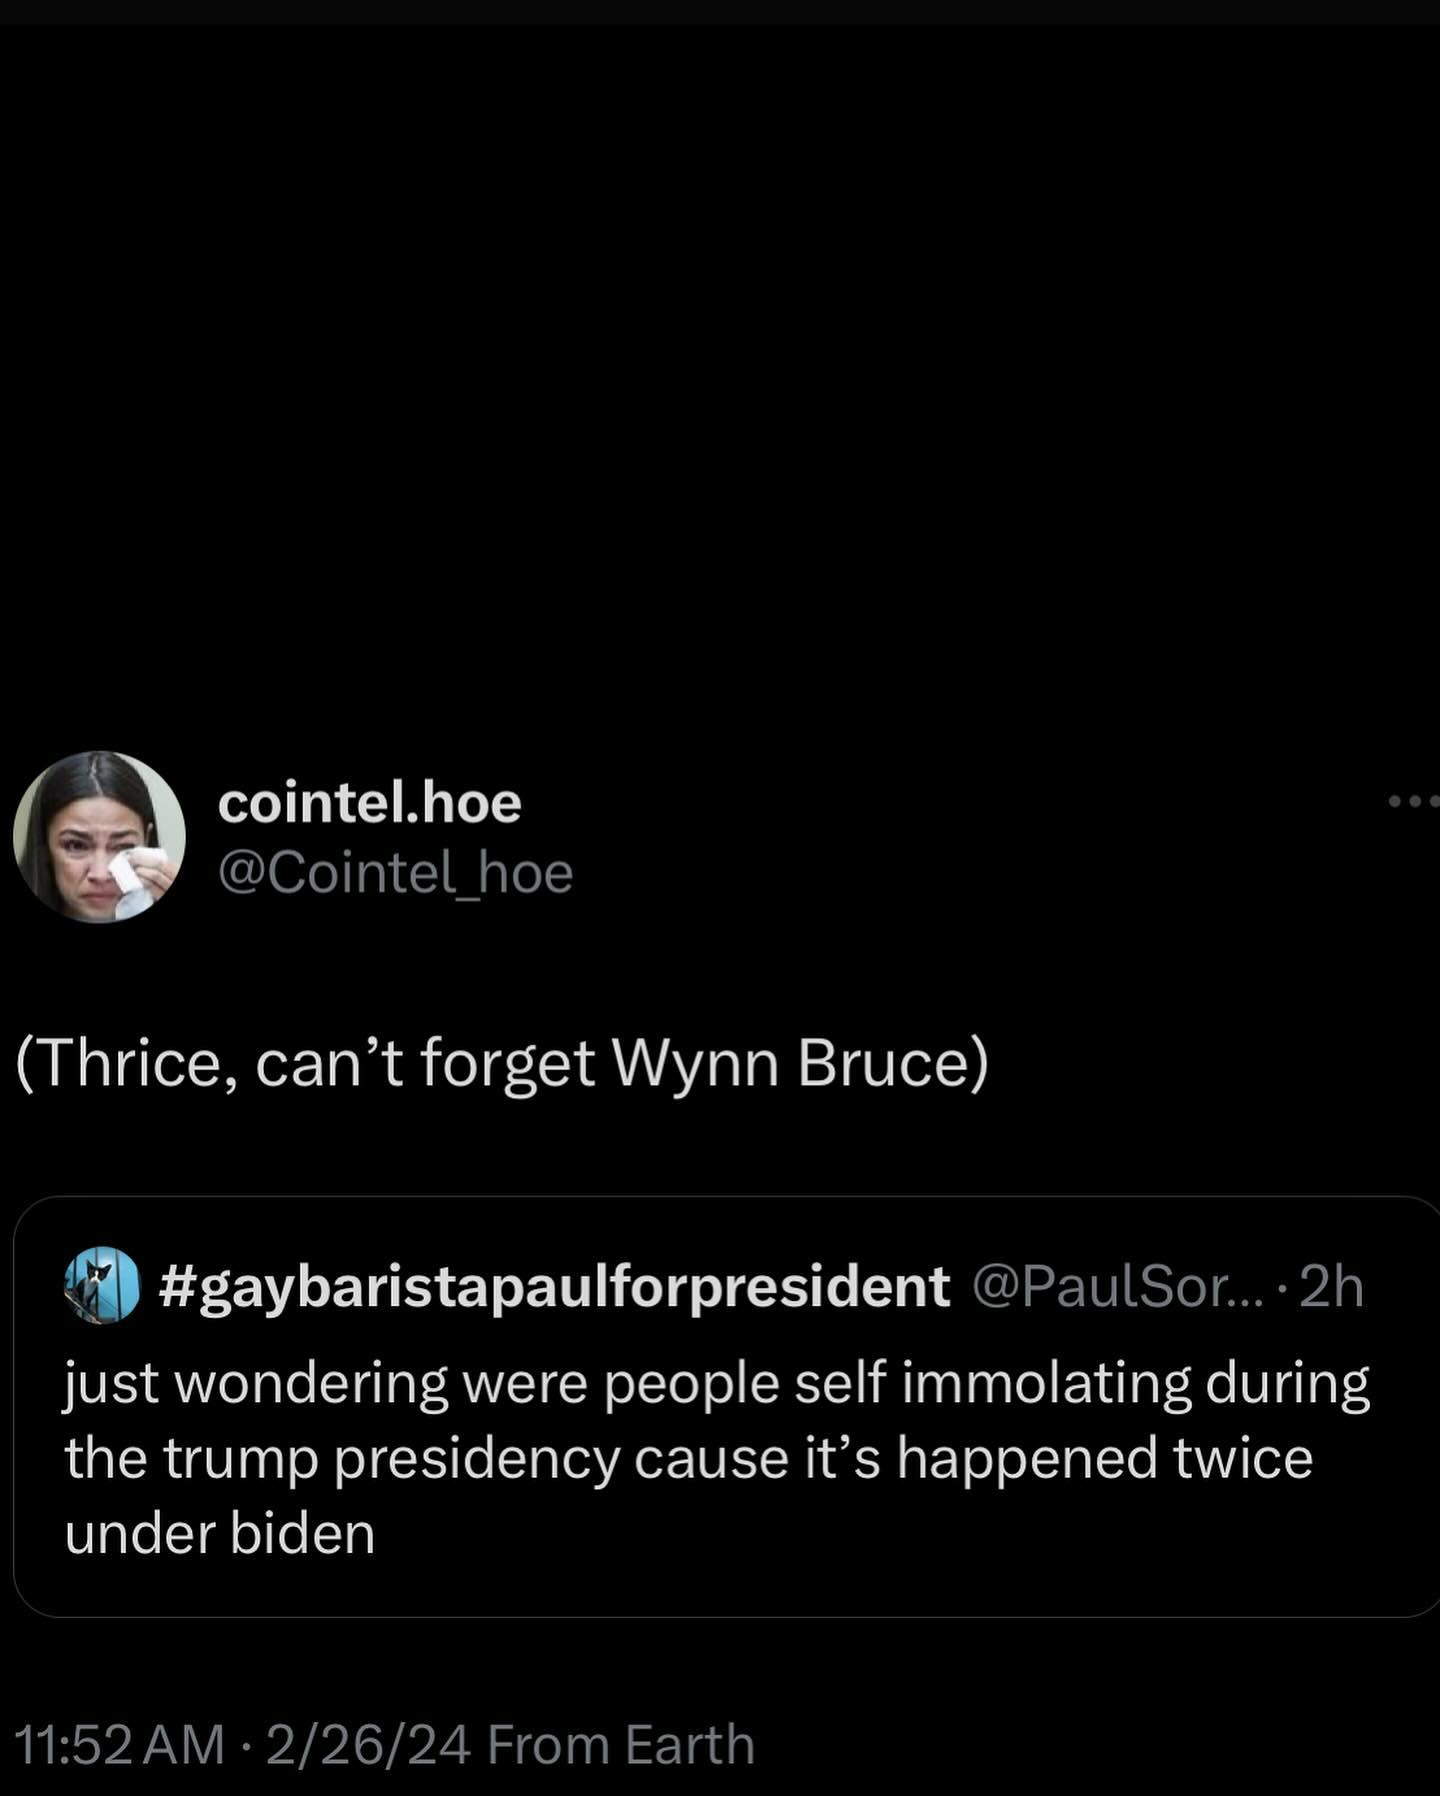 cointel.hoe
@Cointel_hoe
(Thrice, can’t forget Wynn Bruce)
#gaybaristapaulforpresident @PaulSor... · 2h
just wondering were people self immolating during
the trump presidency cause it’s happened twice
under biden
11:52 AM · 2/26/24 From Earth